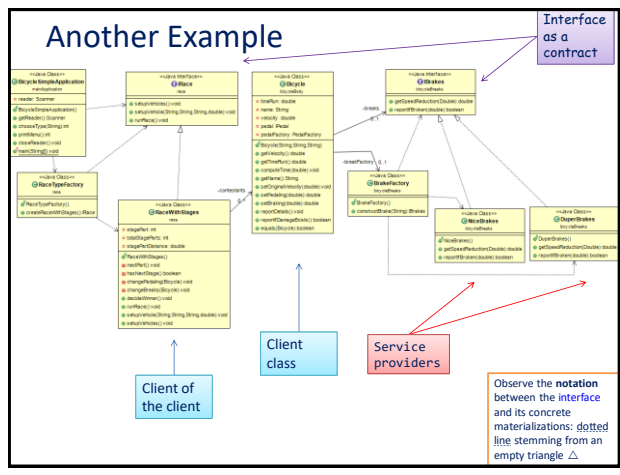 Another Example
Interface
as a
contract
<<Java Class>>
BicycleSimpleApplication
mainApplication
reader: Scanner
BicycleSimpleApplication()
getReader():Scanner
chooseType(String):int
printMenu():void
closeReader():void
main(String[]):void
<<Java Interface>>
IRace
race
setupVehicles():void
setupVehicle(String,String,String,double):void
runRace():void
<<Java Class>>
Bicycle
bicycleBody
timeRun: double
name: String
velocity: double
pedal: IPedal
pedalFactory: PedalFactory
Bicycle(String,String,String)
getVelocity():double
getTimeRun():double
computeTime(double):void
getName():String
setOriginalVelocity(double):void
setPedaling(double):void
setBraking(double):void
reportDetails():void
reportDamageBreaks():boolean
equals(Bicycle):boolean
<<Java Interface>>
IBrakes
bicycleBreaks
getSpeedReduction(Double):double
reportIfBroken(double):boolean
-breaks
0..1
-breakFactory
0..1
-contestants
0..*
<<Java Class>>
RaceTypeFactory
race
RaceTypeFactory()
createRaceWithStages():IRace
<<Java Class>>
RaceWithStages
race
stagePart: int
totalStageParts: int
stagePartDistance: double
RaceWithStages()
nextPart():void
hasNextStage():boolean
changePedaling(Bicycle):void
changeBreaks(Bicycle):void
decideWinner():void
runRace():void
setupVehicle(String,String,String,double):void
setupVehicles():void
<<Java Class>>
BrakeFactory
bicycleBreaks
BrakeFactory()
constructBrake(String):IBrakes
<<Java Class>>
NiceBrakes
bicycleBreaks
NiceBrakes()
getSpeedReduction(double):double
reportIfBroken(double):boolean
<<Java Class>>
DuperBrakes
bicycleBreaks
DuperBrakes()
getSpeedReduction(Double):double
reportIfBroken(double):boolean
Client of
the client
Client
class
Service
providers
Observe the notation
between the interface
and its concrete
materializations: dotted
line stemming from an
empty triangle △